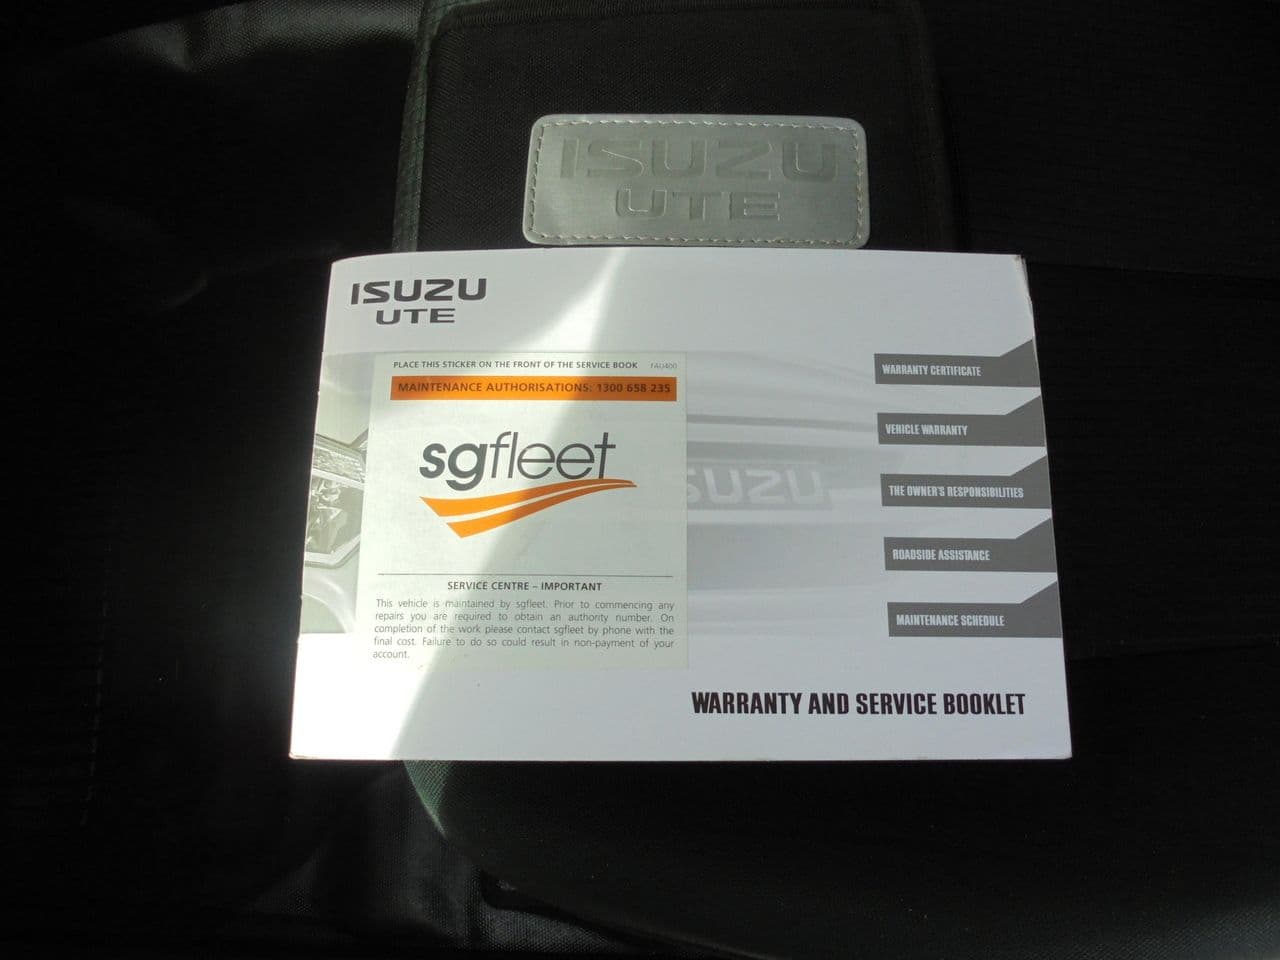 ISUZU
UTE
ISUZU
UTE
PLACE THIS STICKER ON THE FRONT OF THE SERVICE BOOK FAU400
MAINTENANCE AUTHORISATIONS: 1300 658 235
sgfleet
SERVICE CENTRE – IMPORTANT
This vehicle is maintained by sgfleet. Prior to commencing any
repairs you are required to obtain an authority number. On
completion of the work please contact sgfleet by phone with the
final cost. Failure to do so could result in non-payment of your
account.
SUZU
WARRANTY CERTIFICATE
VEHICLE WARRANTY
THE OWNER'S RESPONSIBILITIES
ROADSIDE ASSISTANCE
MAINTENANCE SCHEDULE
WARRANTY AND SERVICE BOOKLET